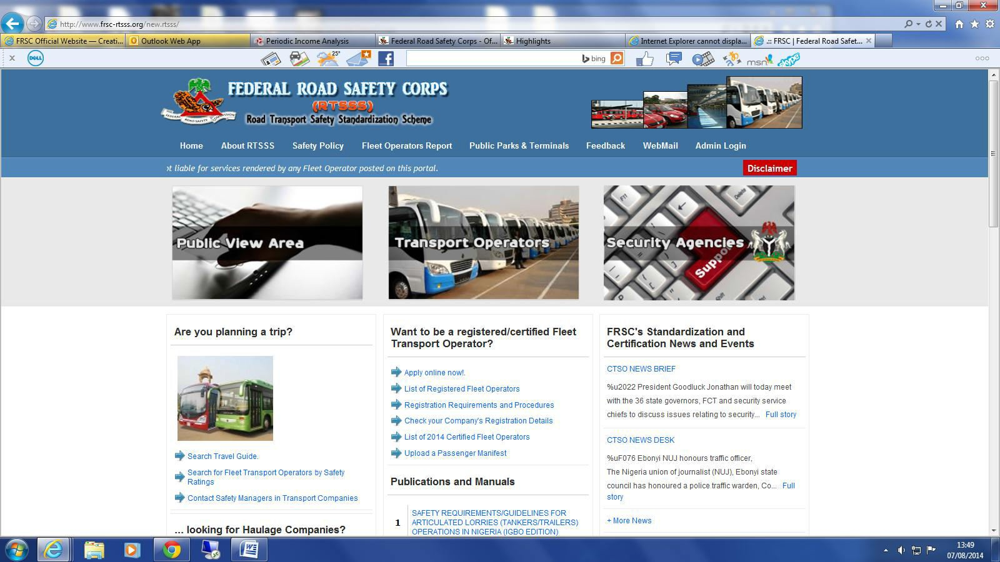 http://www.frsc-rtsss.org/new.rtsss/
FRSC Official Website — Creati...
Outlook Web App
Periodic Income Analysis
Federal Road Safety Corps - Of...
Highlights
Internet Explorer cannot displa...
.:: FRSC | Federal Road Safet...
DELL
25°
bing
msn
skype
FEDERAL ROAD SAFETY CORPS
(RTSSS)
Road Transport Safety Standardization Scheme
Home
About RTSSS
Safety Policy
Fleet Operators Report
Public Parks & Terminals
Feedback
WebMail
Admin Login
ot liable for services rendered by any Fleet Operator posted on this portal.
Disclaimer
Public View Area
Transport Operators
Security Agencies
F11
Delete
Support
Shift
Ctrl
Are you planning a trip?
Search Travel Guide.
Search for Fleet Transport Operators by Safety
Ratings
Contact Safety Managers in Transport Companies
... looking for Haulage Companies?
Want to be a registered/certified Fleet
Transport Operator?
Apply online now!.
List of Registered Fleet Operators
Registration Requirements and Procedures
Check your Company's Registration Details
List of 2014 Certified Fleet Operators
Upload a Passenger Manifest
Publications and Manuals
1
SAFETY REQUIREMENTS/GUIDELINES FOR
ARTICULATED LORRIES (TANKERS/TRAILERS)
OPERATIONS IN NIGERIA (IGBO EDITION)
FRSC's Standardization and
Certification News and Events
CTSO NEWS BRIEF
%u2022 President Goodluck Jonathan will today meet
with the 36 state governors, FCT and security service
chiefs to discuss issues relating to security... Full story
CTSO NEWS DESK
%uF076 Ebonyi NUJ honours traffic officer,
The Nigeria union of journalist (NUJ), Ebonyi state
council has honoured a police traffic warden, Co... Full
story
+ More News
13:49
07/08/2014